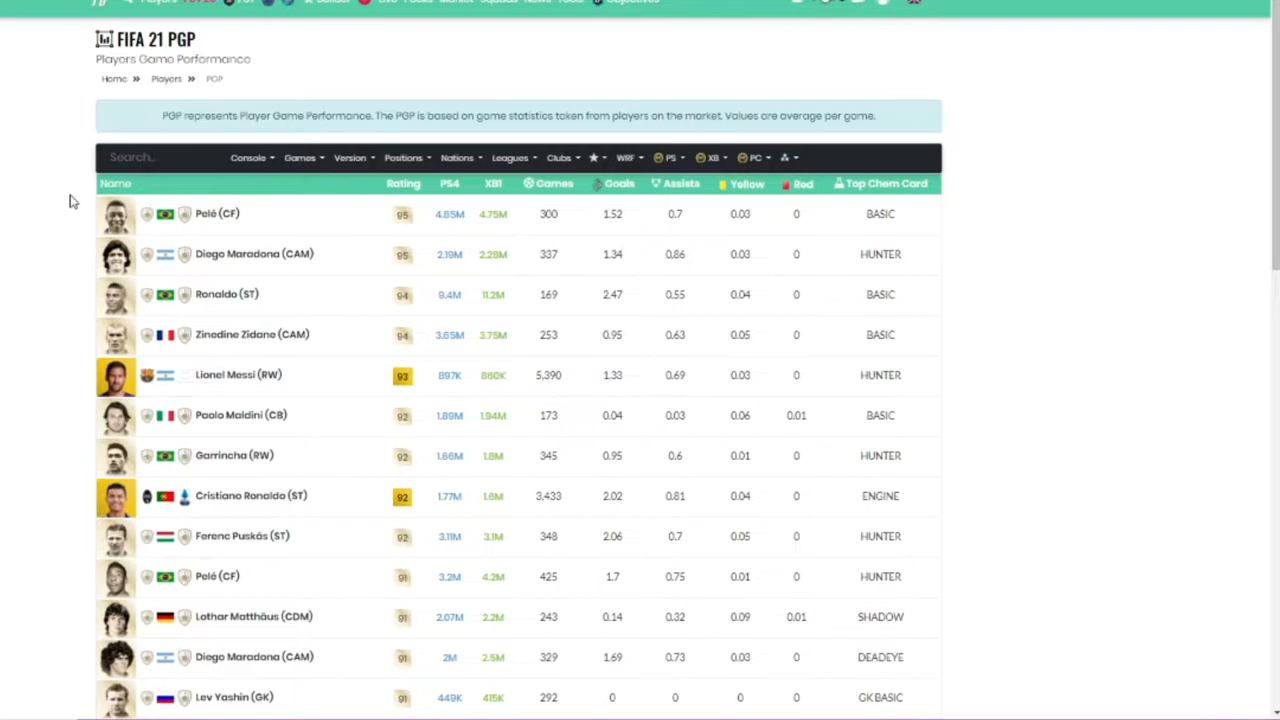 FIFA 21 PGP
Players Game Performance
Home » Players » PGP
PGP represents Player Game Performance. The PGP is based on game statistics taken from players on the market. Values are average per game.
Search... Console Games Version Positions Nations Leagues Clubs ★ WRF PS XB PC
Name Rating PS4 XB1 Games Goals Assists Yellow Red Top Chem Card
Pelé (CF) 95 4.85M 4.75M 300 1.52 0.7 0.03 0 BASIC
Diego Maradona (CAM) 95 2.19M 2.28M 337 1.34 0.86 0.03 0 HUNTER
Ronaldo (ST) 94 9.4M 11.2M 169 2.47 0.55 0.04 0 BASIC
Zinedine Zidane (CAM) 94 3.65M 3.75M 253 0.95 0.63 0.05 0 BASIC
Lionel Messi (RW) 93 897K 860K 5,390 1.33 0.69 0.03 0 HUNTER
Paolo Maldini (CB) 92 1.89M 1.94M 173 0.04 0.03 0.06 0.01 BASIC
Garrincha (RW) 92 1.66M 1.8M 345 0.95 0.6 0.01 0 HUNTER
Cristiano Ronaldo (ST) 92 1.77M 1.6M 3,433 2.02 0.81 0.04 0 ENGINE
Ferenc Puskás (ST) 92 3.11M 3.1M 348 2.06 0.7 0.05 0 HUNTER
Pelé (CF) 91 3.2M 4.2M 425 1.7 0.75 0.01 0 HUNTER
Lothar Matthäus (CDM) 91 2.07M 2.2M 243 0.14 0.32 0.09 0.01 SHADOW
Diego Maradona (CAM) 91 2M 2.5M 329 1.69 0.73 0.03 0 DEADEYE
Lev Yashin (GK) 91 449K 415K 292 0 0 0 0 GK BASIC